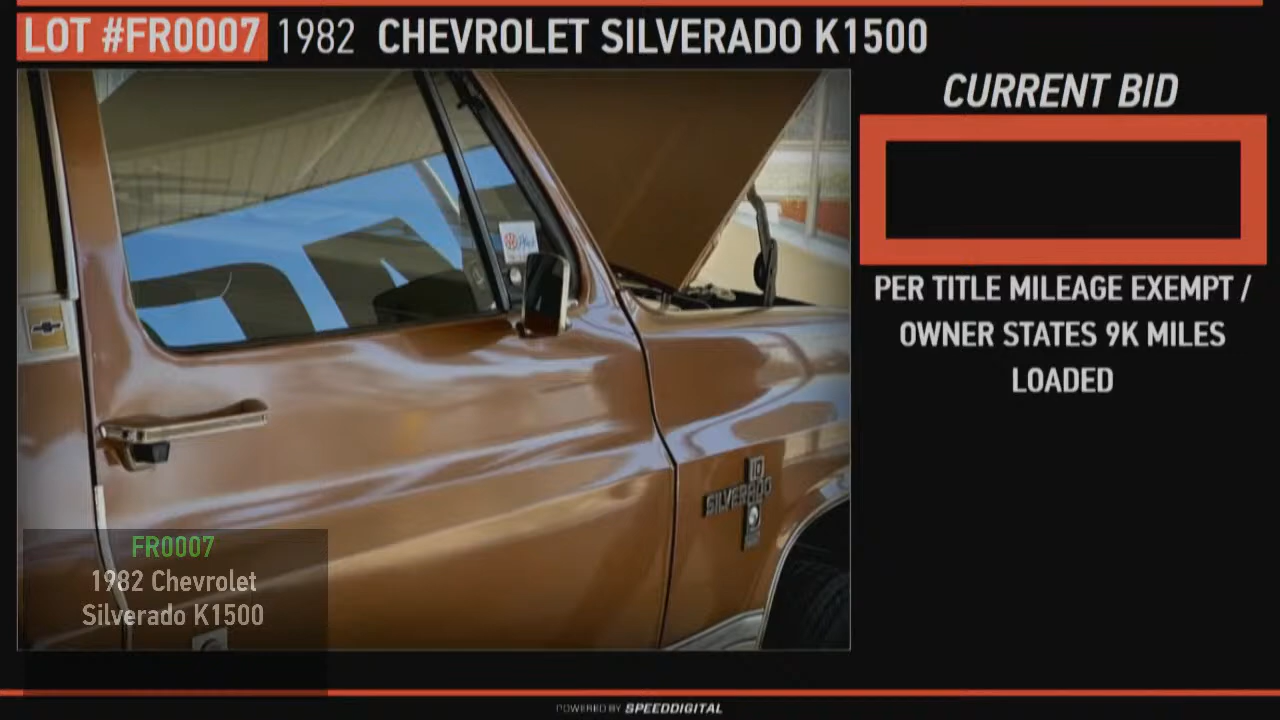 LOT #FR0007 1982 CHEVROLET SILVERADO K1500
CURRENT BID
PER TITLE MILEAGE EXEMPT /
OWNER STATES 9K MILES
LOADED
10
SILVERADO
FR0007
1982 Chevrolet
Silverado K1500
POWERED BY SPEEDDIGITAL